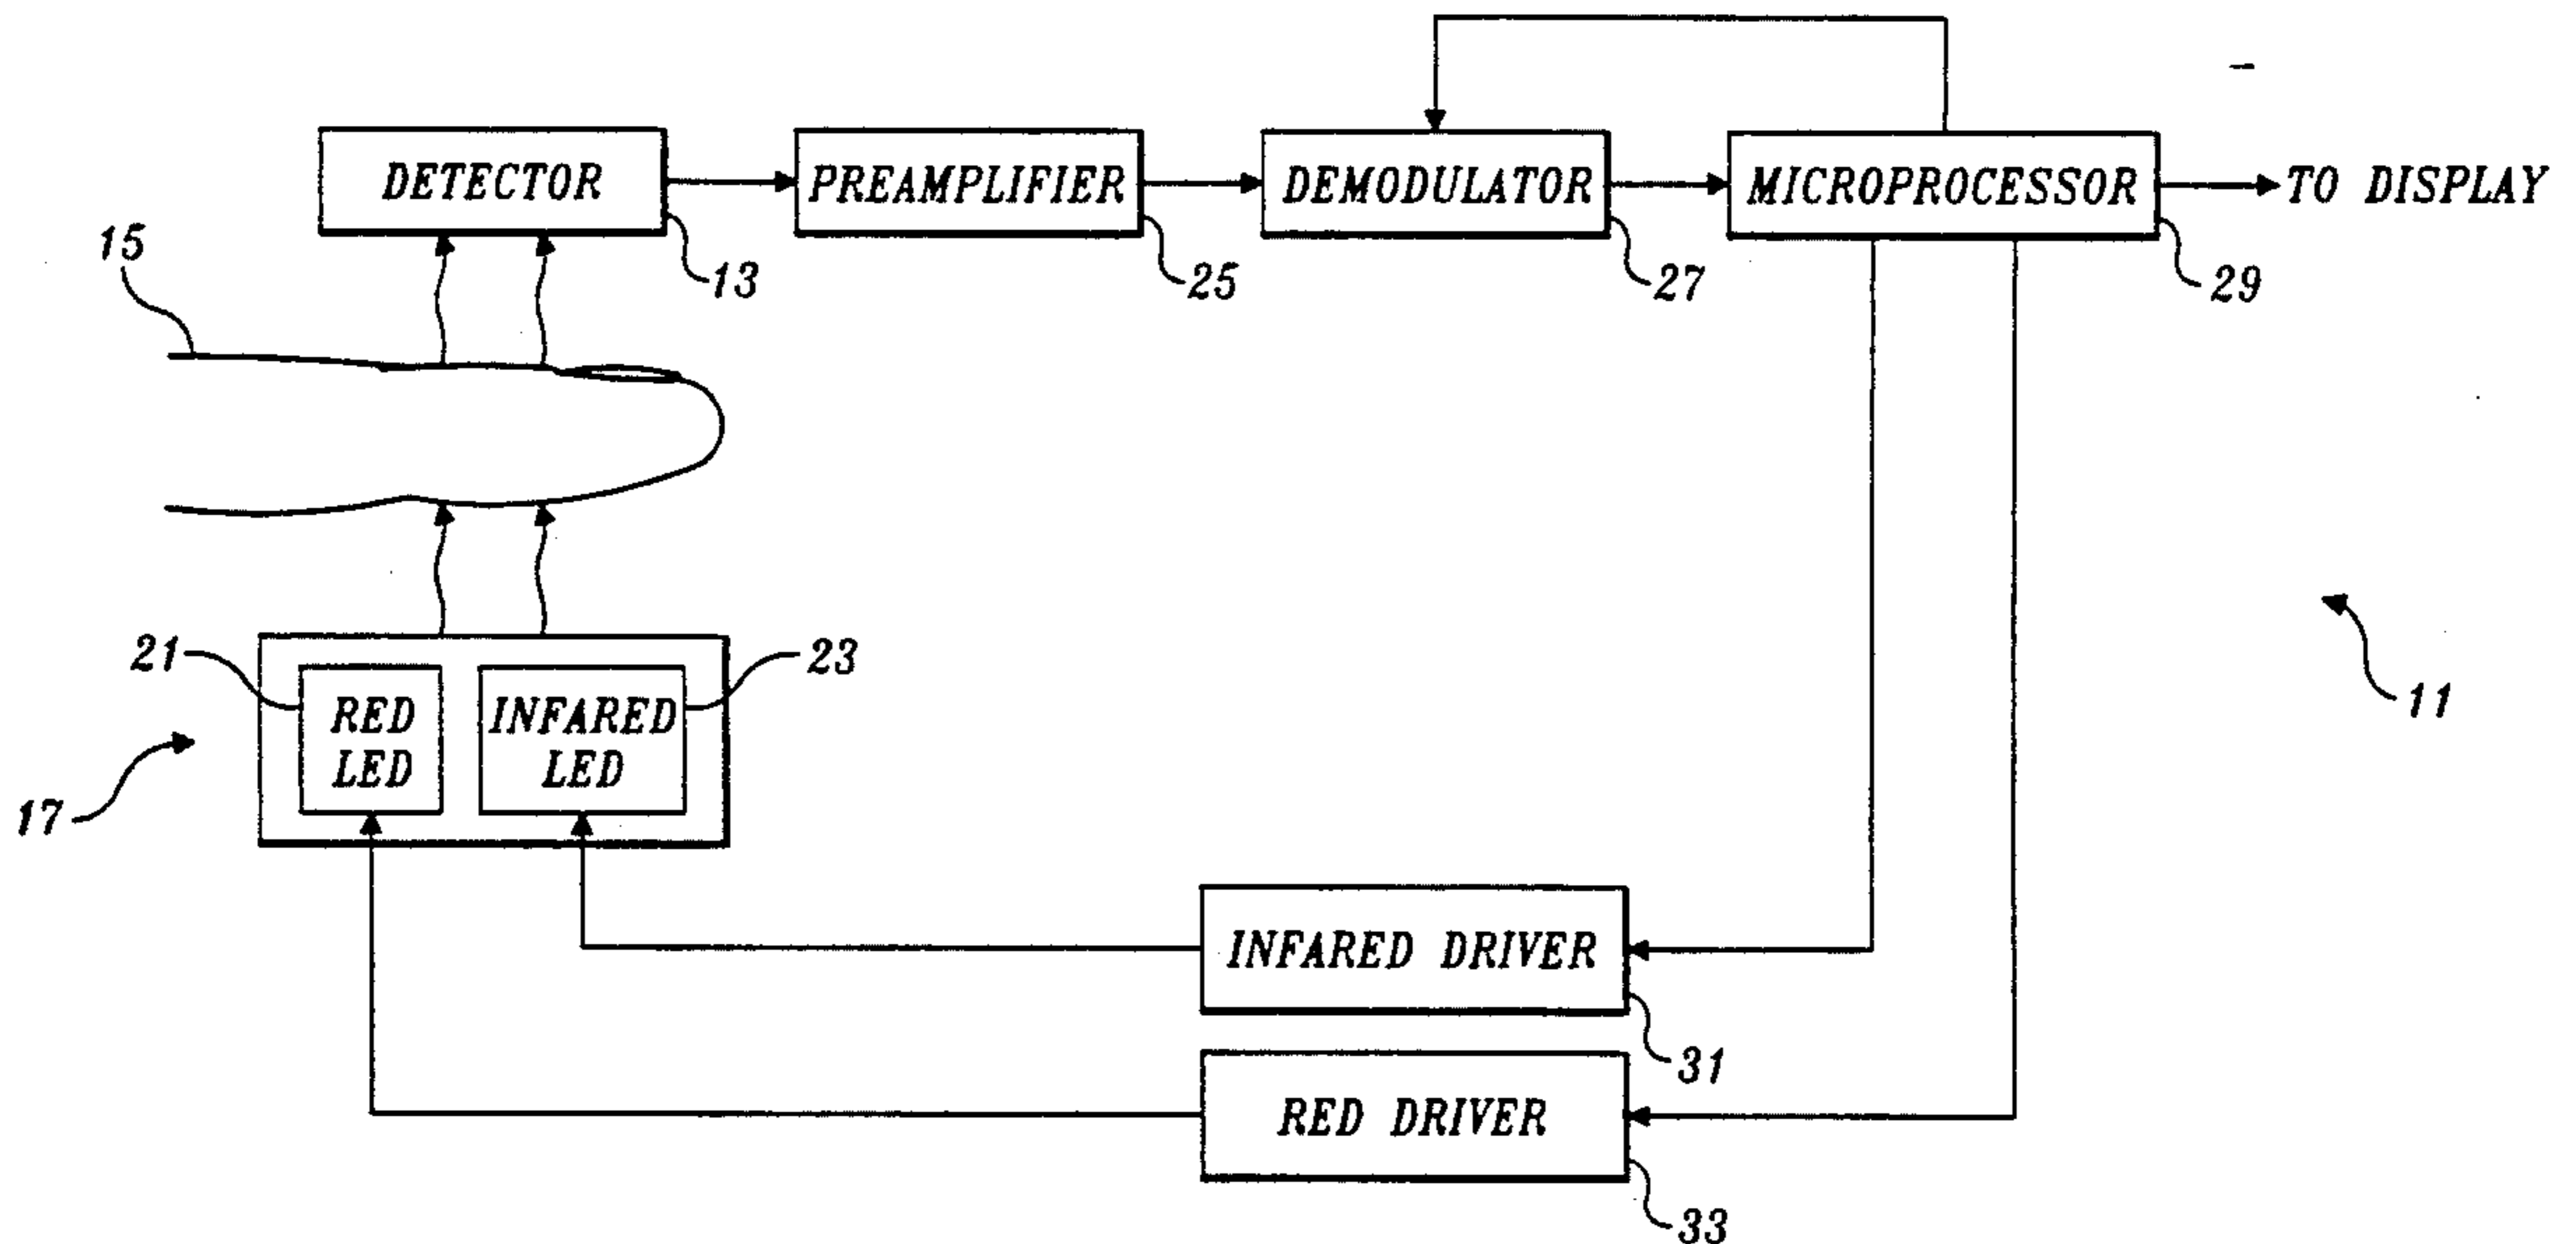 DETECTOR
PREAMPLIFIER
DEMODULATOR
MICROPROCESSOR
TO DISPLAY
15
13
25
27
29
21
23
RED
LED
INFARED
LED
11
17
INFARED DRIVER
31
RED DRIVER
33